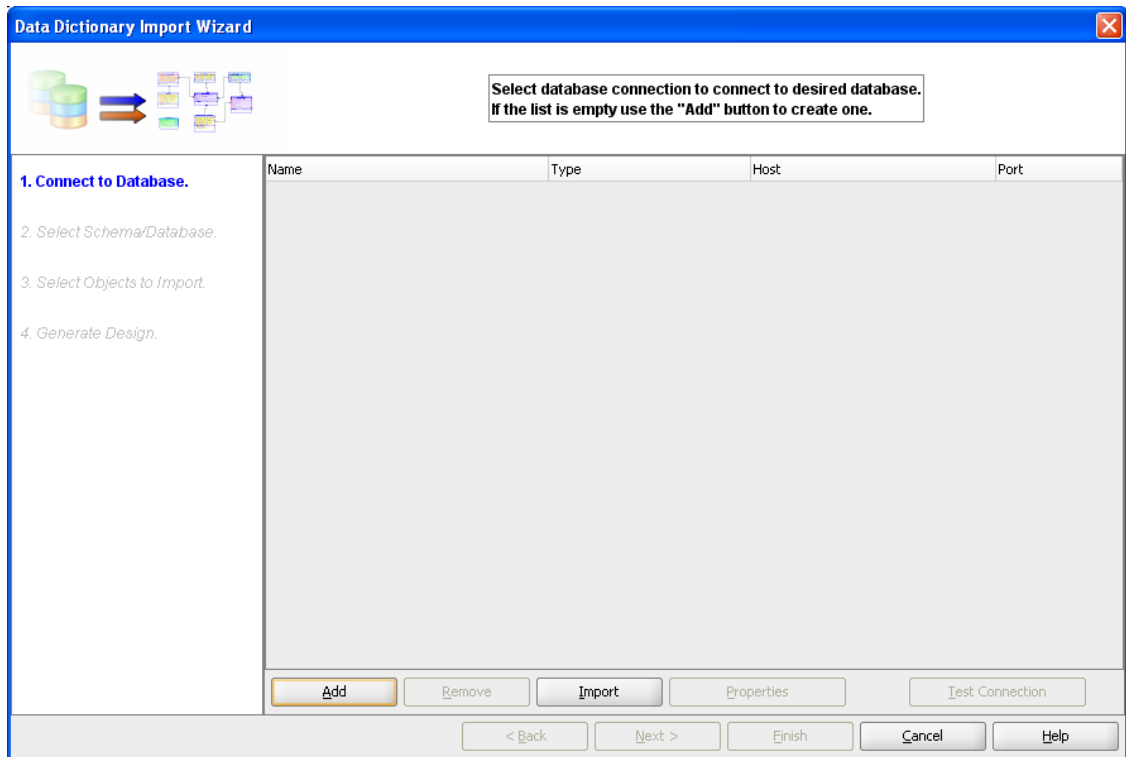 Data Dictionary Import Wizard
Select database connection to connect to desired database.
If the list is empty use the "Add" button to create one.
1. Connect to Database.
2. Select Schema/Database.
3. Select Objects to Import.
4. Generate Design.
Name Type Host Port
Add Remove Import Properties Test Connection
< Back Next > Finish Cancel Help